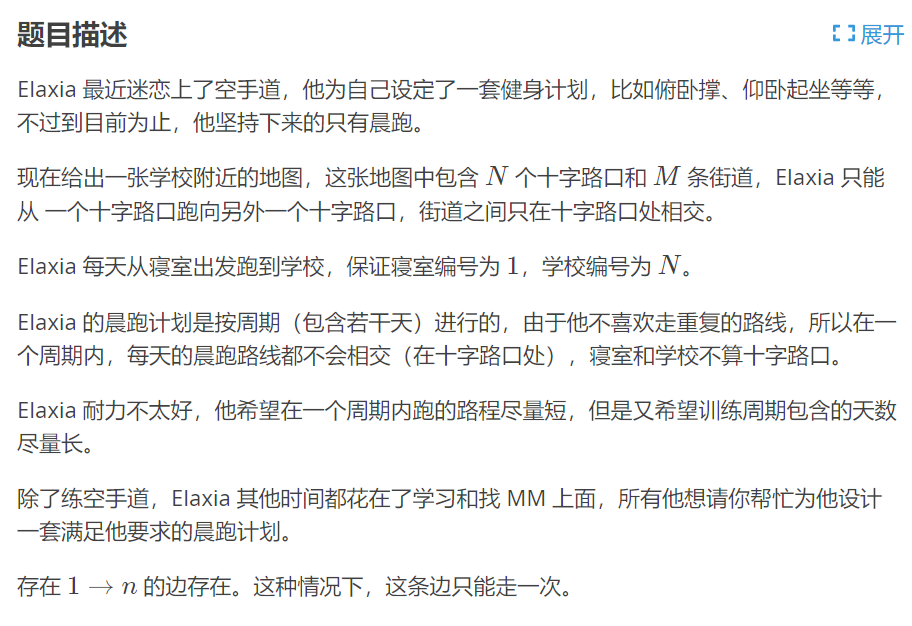 题目描述
展开
Elaxia 最近迷恋上了空手道，他为自己设定了一套健身计划，比如俯卧撑、仰卧起坐等等，
不过到目前为止，他坚持下来的只有晨跑。
现在给出一张学校附近的地图，这张地图中包含 N 个十字路口和 M 条街道，Elaxia 只能
从 一个十字路口跑向另外一个十字路口，街道之间只在十字路口处相交。
Elaxia 每天从寝室出发跑到学校，保证寝室编号为 1，学校编号为 N。
Elaxia 的晨跑计划是按周期（包含若干天）进行的，由于他不喜欢走重复的路线，所以在一
个周期内，每天的晨跑路线都不会相交（在十字路口处），寝室和学校不算十字路口。
Elaxia 耐力不太好，他希望在一个周期内跑的路程尽量短，但是又希望训练周期包含的天数
尽量长。
除了练空手道，Elaxia 其他时间都花在了学习和找 MM 上面，所有他想请你帮忙为他设计
一套满足他要求的晨跑计划。
存在 1 → n 的边存在。这种情况下，这条边只能走一次。